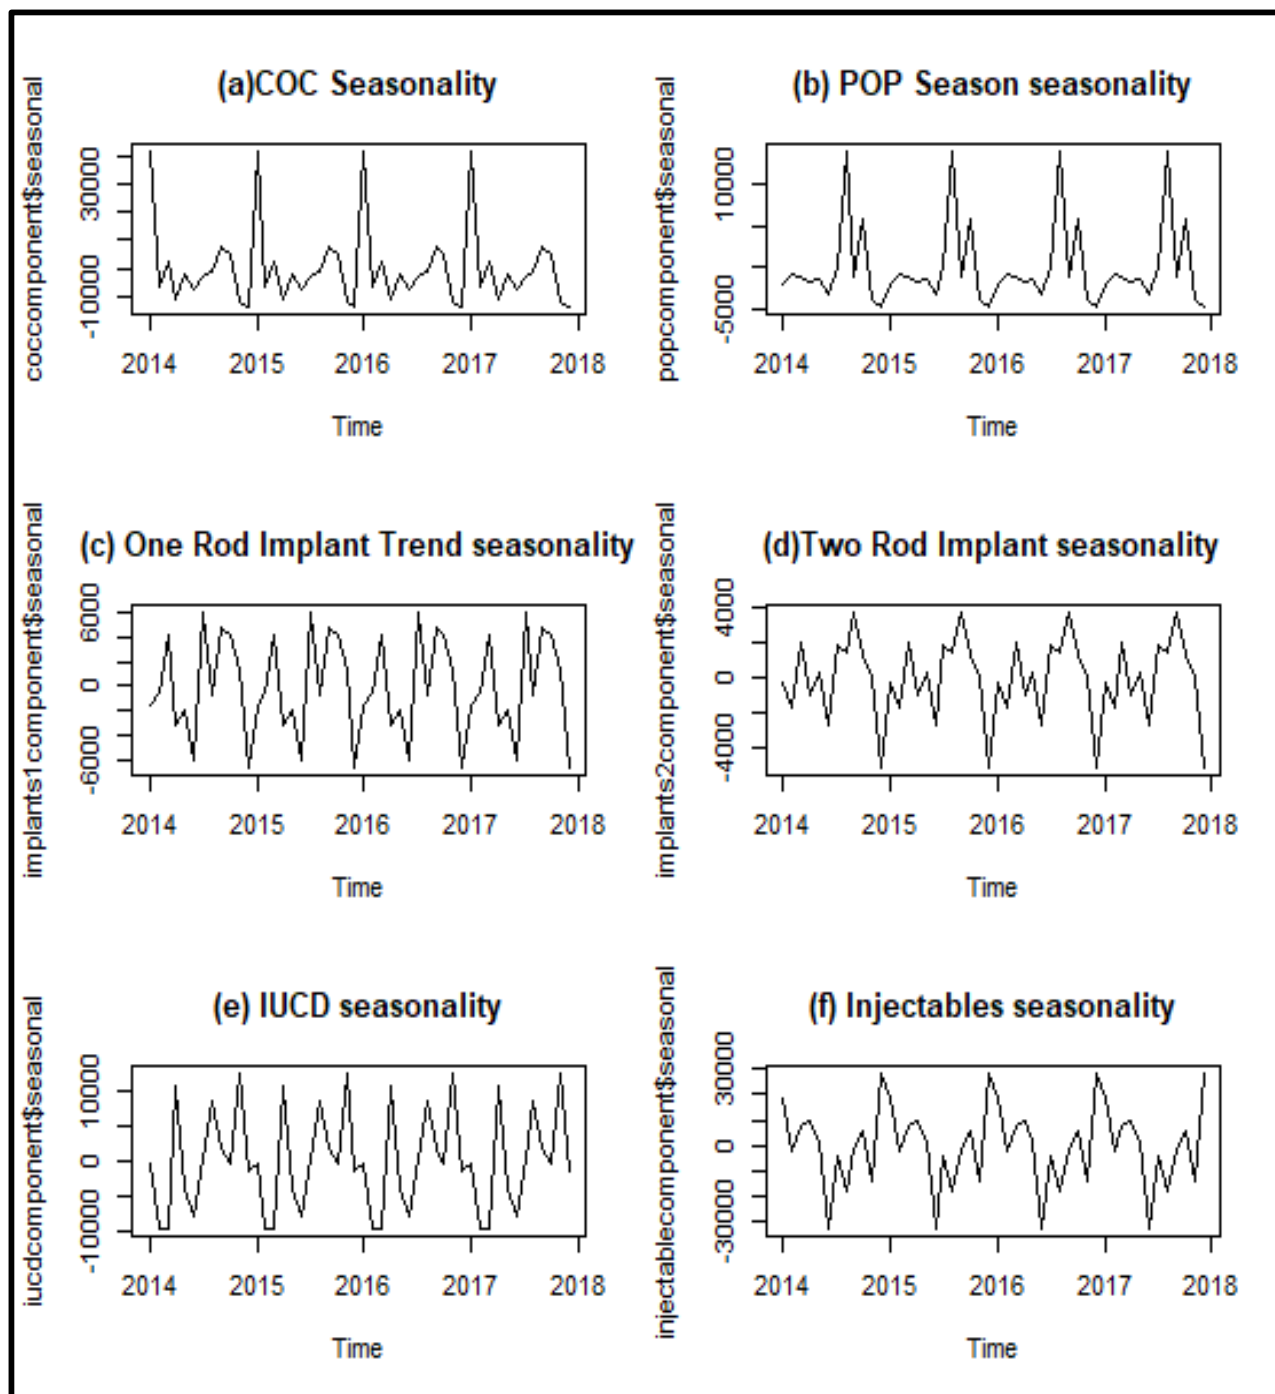 (a)COC Seasonality
coccomponent$seasonal
30000
-10000
2014 2015 2016 2017 2018
Time
(b) POP Season seasonality
popcomponent$seasonal
10000
-5000
2014 2015 2016 2017 2018
Time
(c) One Rod Implant Trend seasonality
implants1component$seasonal
6000
0
-6000
2014 2015 2016 2017 2018
Time
(d)Two Rod Implant seasonality
implants2component$seasonal
4000
0
-4000
2014 2015 2016 2017 2018
Time
(e) IUCD seasonality
iucdcomponent$seasonal
10000
0
-10000
2014 2015 2016 2017 2018
Time
(f) Injectables seasonality
injectablecomponent$seasonal
30000
0
-30000
2014 2015 2016 2017 2018
Time